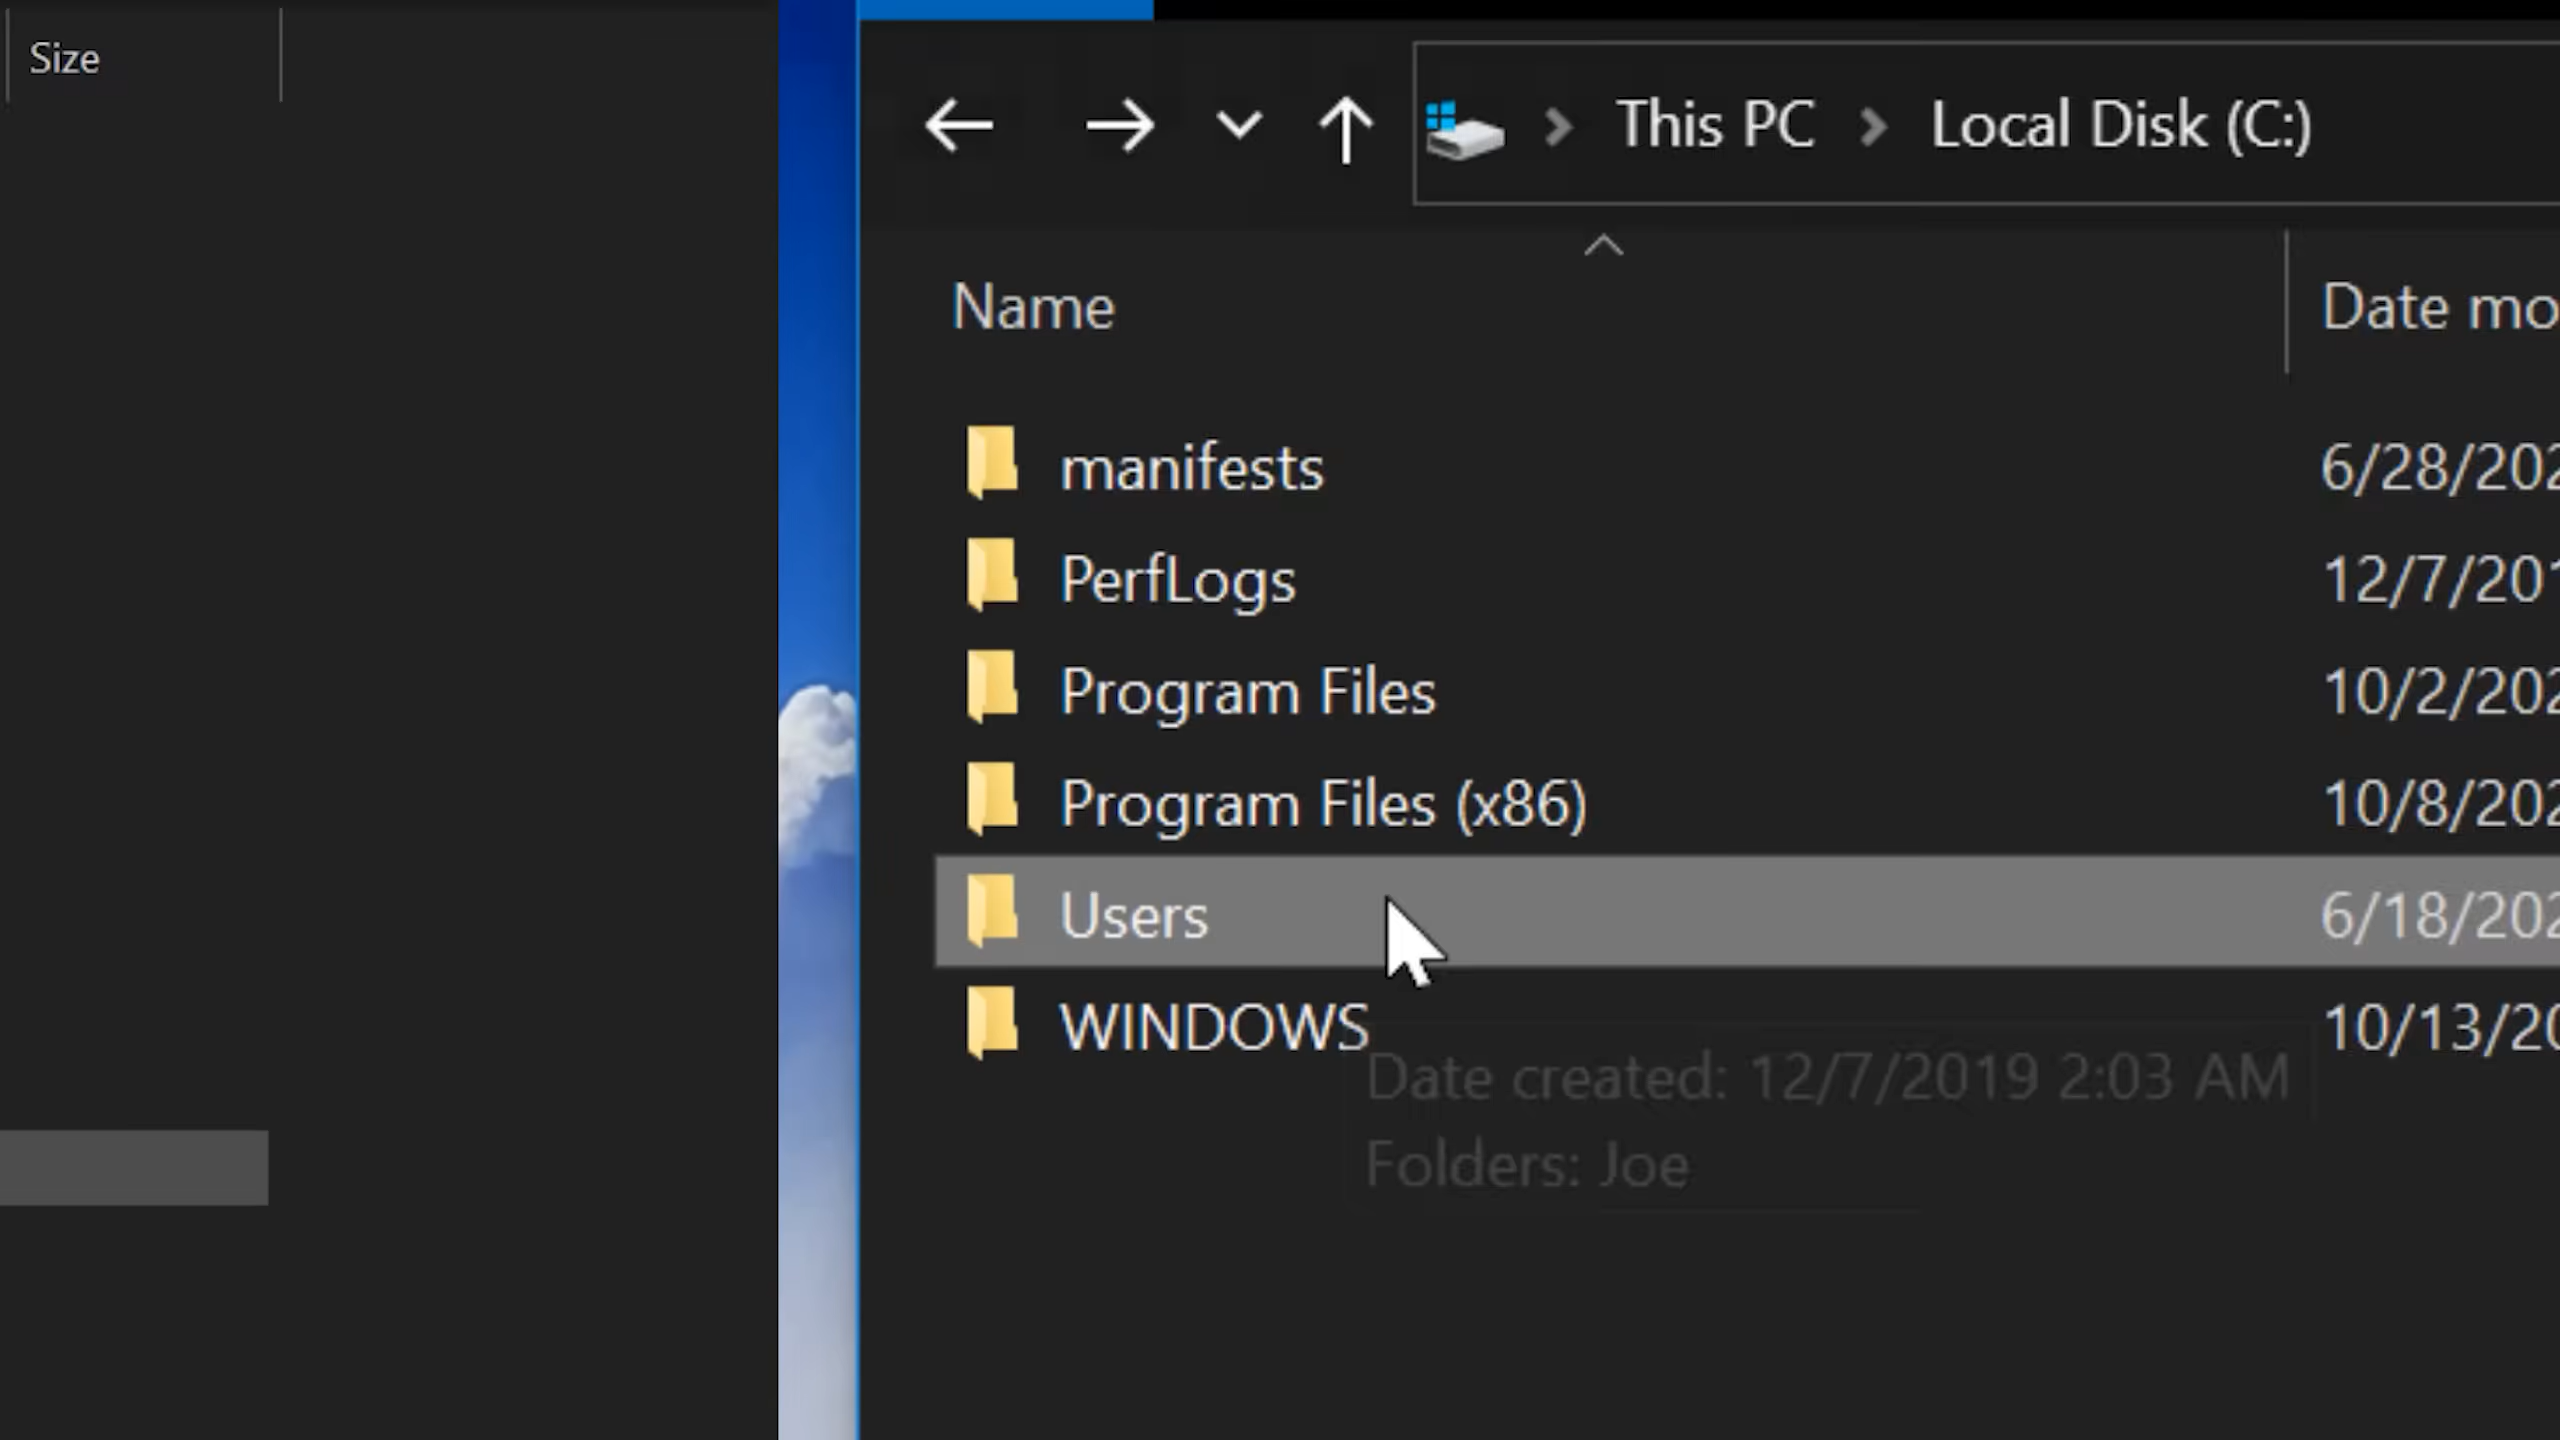 Size
This PC
Local Disk (C:)
Name
Date mo
manifests
6/28/202
PerfLogs
12/7/201
Program Files
10/2/202
Program Files (x86)
10/8/202
Users
6/18/202
WINDOWS
10/13/20
Date created: 12/7/2019 2:03 AM
Folders: Joe